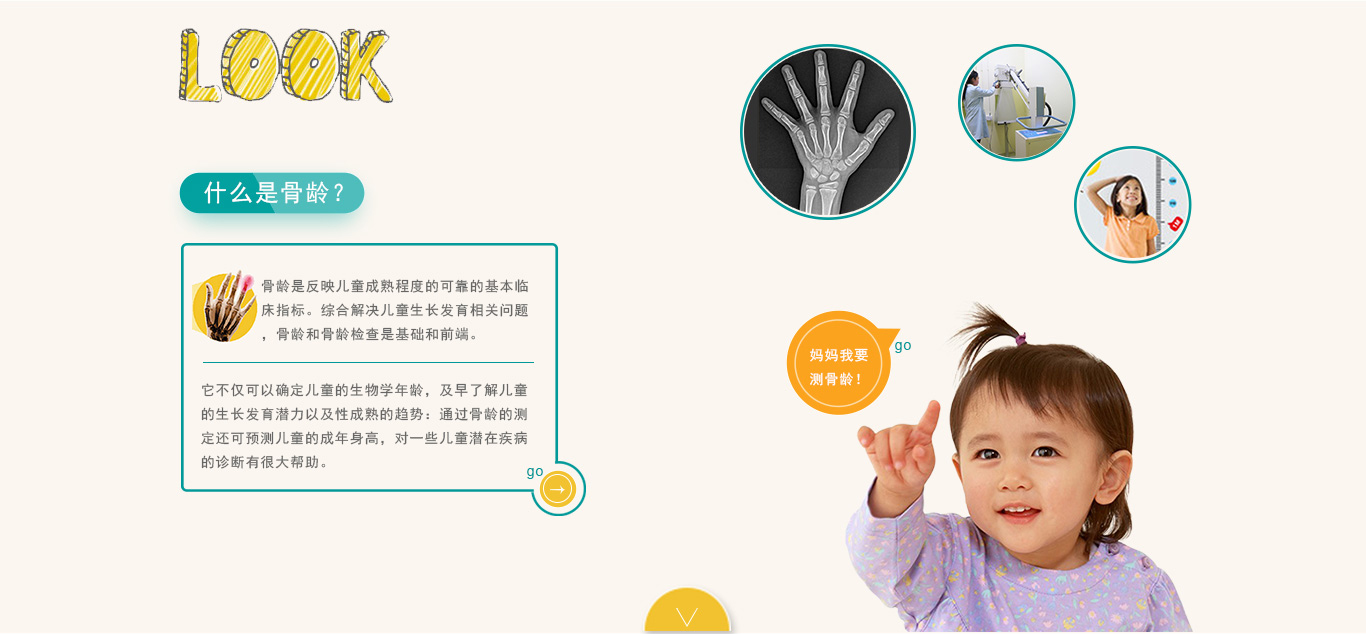 LOOK
什么是骨龄？
骨龄是反映儿童成熟程度的可靠的基本临
床指标。综合解决儿童生长发育相关问题
，骨龄和骨龄检查是基础和前端。
它不仅可以确定儿童的生物学年龄，及早了解儿童
的生长发育潜力以及性成熟的趋势：通过骨龄的测
定还可预测儿童的成年身高，对一些儿童潜在疾病
的诊断有很大帮助。
go
妈妈我要
测骨龄！
go